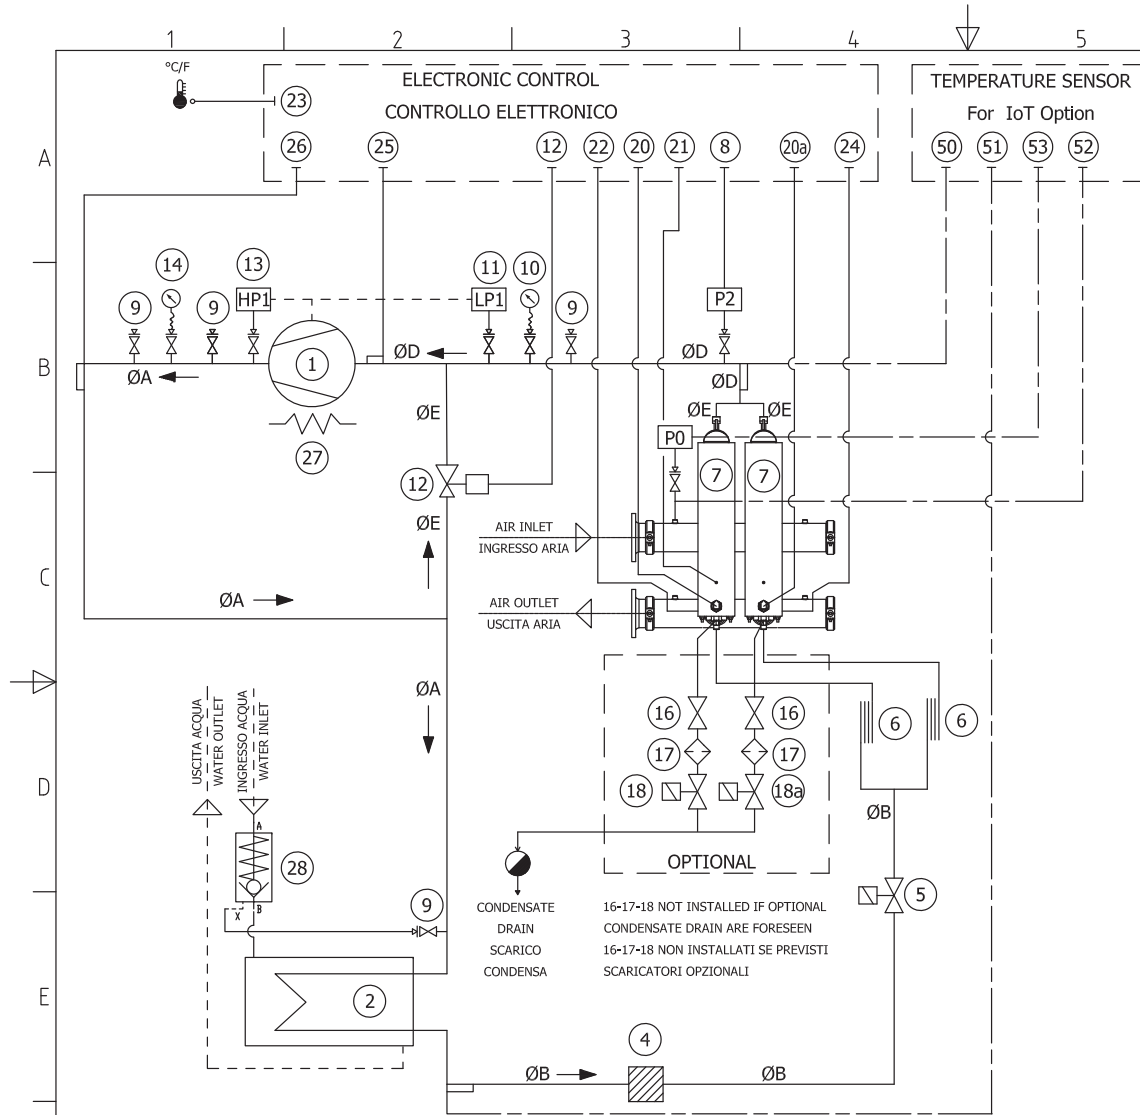 1 2 3 4 5
°C/F
ELECTRONIC CONTROL
TEMPERATURE SENSOR
23
CONTROLLO ELETTRONICO
For IoT Option
A
26 25 12 22 20 21 8 20a 24 50 51 53 52
14 13 11 10
9 9 HP1 LP1 9 P2
B
1
ØA ØD ØD
ØD
ØE ØE ØE
27
P0
7 7
12
ØE
AIR INLET
INGRESSO ARIA
C
ØA
AIR OUTLET
USCITA ARIA
ØA
USCITA ACQUA
WATER OUTLET
INGRESSO ACQUA
WATER INLET
16 16 6 6
17 17
D
18 18a
ØB
A
28
OPTIONAL
B
X
5
9
CONDENSATE
DRAIN
SCARICO
CONDENSA
16-17-18 NOT INSTALLED IF OPTIONAL
CONDENSATE DRAIN ARE FORESEEN
16-17-18 NON INSTALLATI SE PREVISTI
SCARICATORI OPZIONALI
E
2
4
ØB ØB